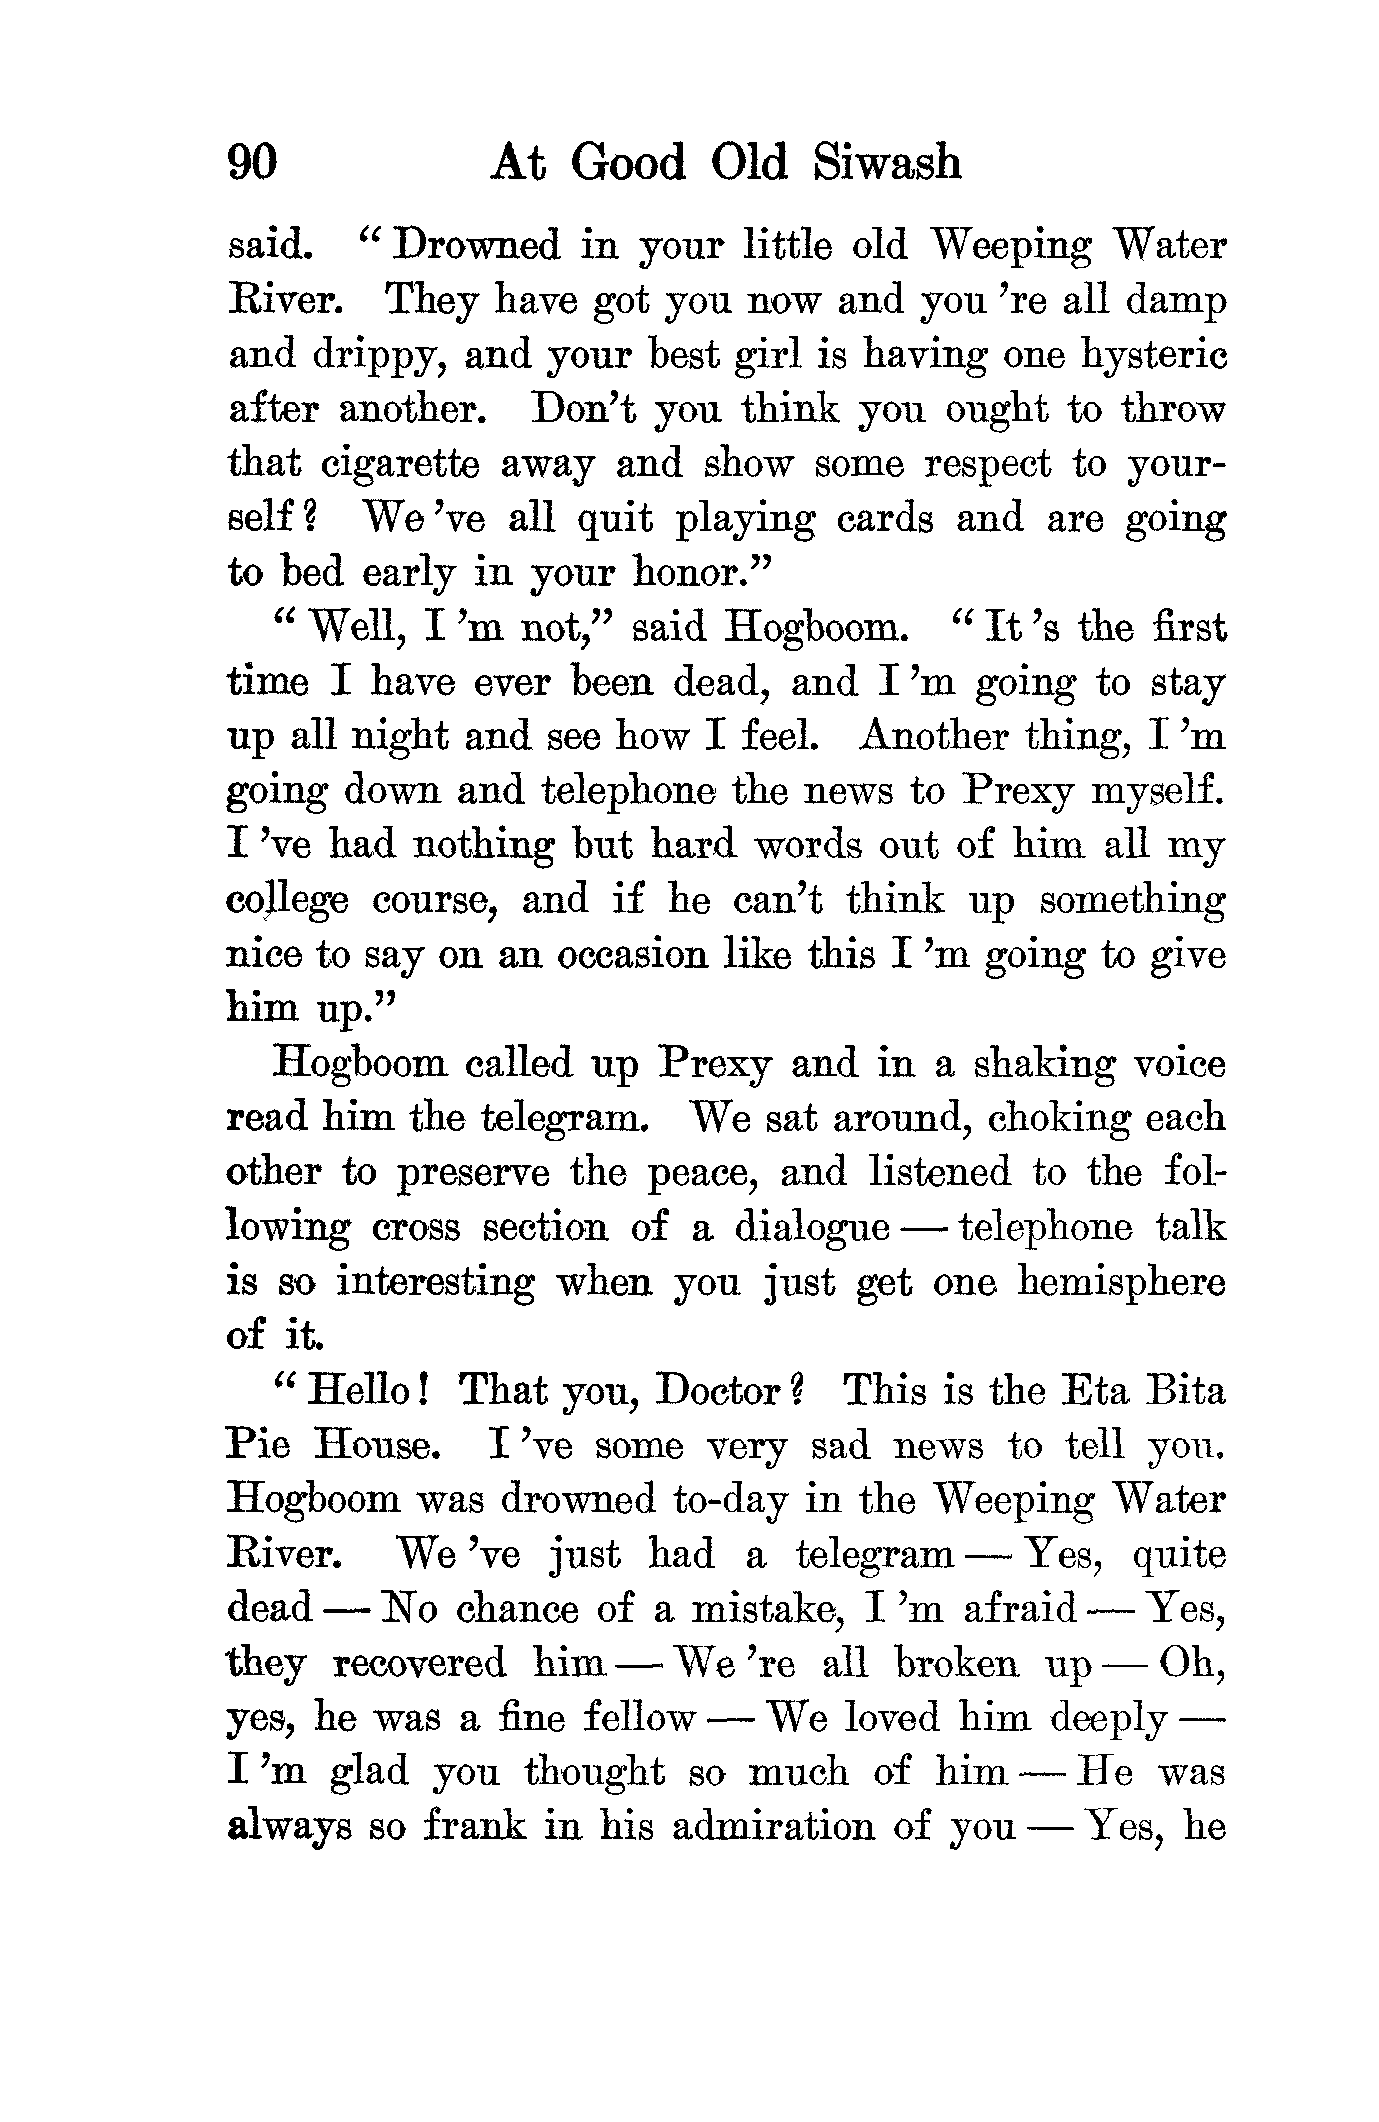 90 At Good Old Siwash
said. “ Drowned in your little old Weeping Water
River. They have got you now and you ’re all damp
and drippy, and your best girl is having one hysteric
after another. Don’t you think you ought to throw
that cigarette away and show some respect to your-
self? We ’ve all quit playing cards and are going
to bed early in your honor.”
“ Well, I ’m not,” said Hogboom. “ It ’s the first
time I have ever been dead, and I ’m going to stay
up all night and see how I feel. Another thing, I ’m
going down and telephone the news to Prexy myself.
I ’ve had nothing but hard words out of him all my
college course, and if he can’t think up something
nice to say on an occasion like this I ’m going to give
him up.”
Hogboom called up Prexy and in a shaking voice
read him the telegram. We sat around, choking each
other to preserve the peace, and listened to the fol-
lowing cross section of a dialogue — telephone talk
is so interesting when you just get one hemisphere
of it.
“ Hello! That you, Doctor? This is the Eta Bita
Pie House. I ’ve some very sad news to tell you.
Hogboom was drowned to-day in the Weeping Water
River. We ’ve just had a telegram — Yes, quite
dead — No chance of a mistake, I ’m afraid — Yes,
they recovered him — We ’re all broken up — Oh,
yes, he was a fine fellow — We loved him deeply —
I ’m glad you thought so much of him — He was
always so frank in his admiration of you — Yes, he